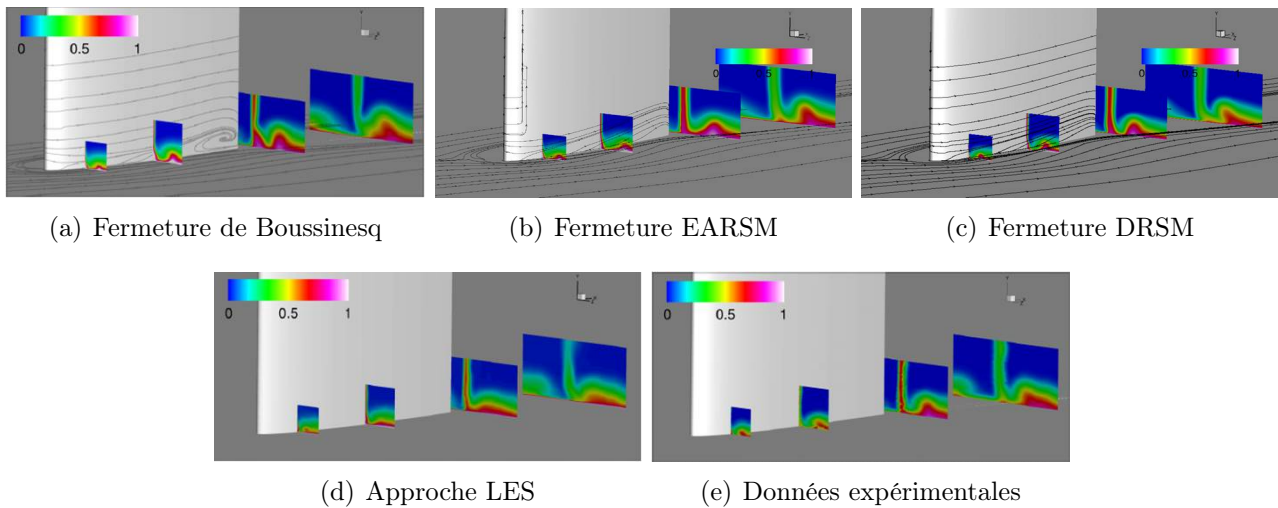 0 0.5 1
0 0.5 1
0 0.5 1
(a) Fermeture de Boussinesq
(b) Fermeture EARSM
(c) Fermeture DRSM
0 0.5 1
0 0.5 1
(d) Approche LES
(e) Données expérimentales